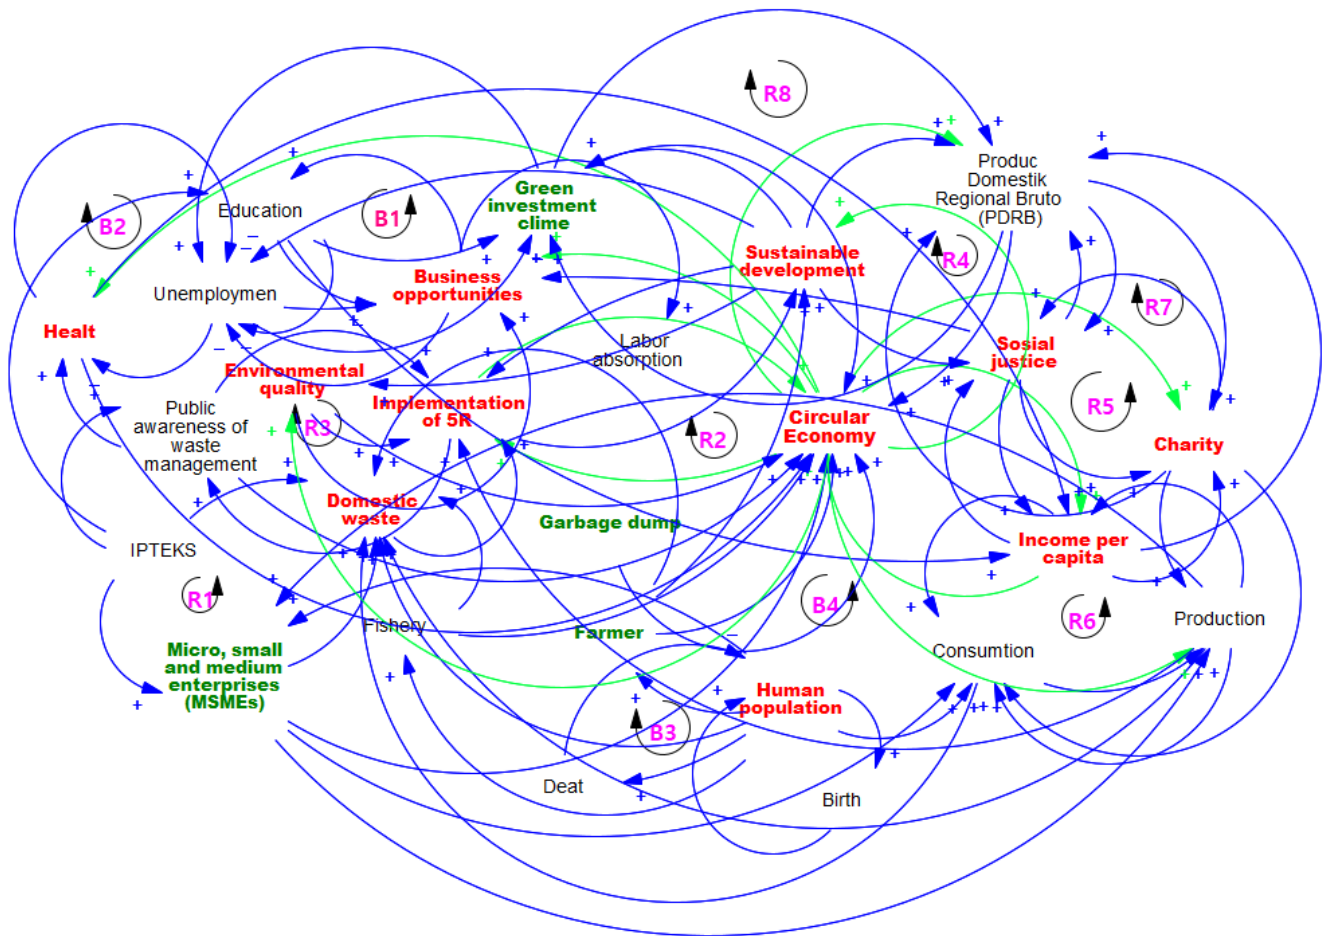 R8
Produc
Domestik
Regional Bruto
(PDRB)
Green
investment
clime
Education
B2
B1
R4
Sustainable
development
Business
opportunities
Unemploymen
R7
Healt
Labor
absorption
Sosial
justice
Environmental
quality
Implementation
of 5R
R3
R2
R5
Circular
Economy
Public
awareness of
waste
management
Charity
Domestic
waste
Garbage dump
IPTEKS
Income per
capita
R1
B4
R6
Fishery
Farmer
Production
Consumtion
Micro, small
and medium
enterprises
(MSMEs)
Human
population
B3
Deat
Birth